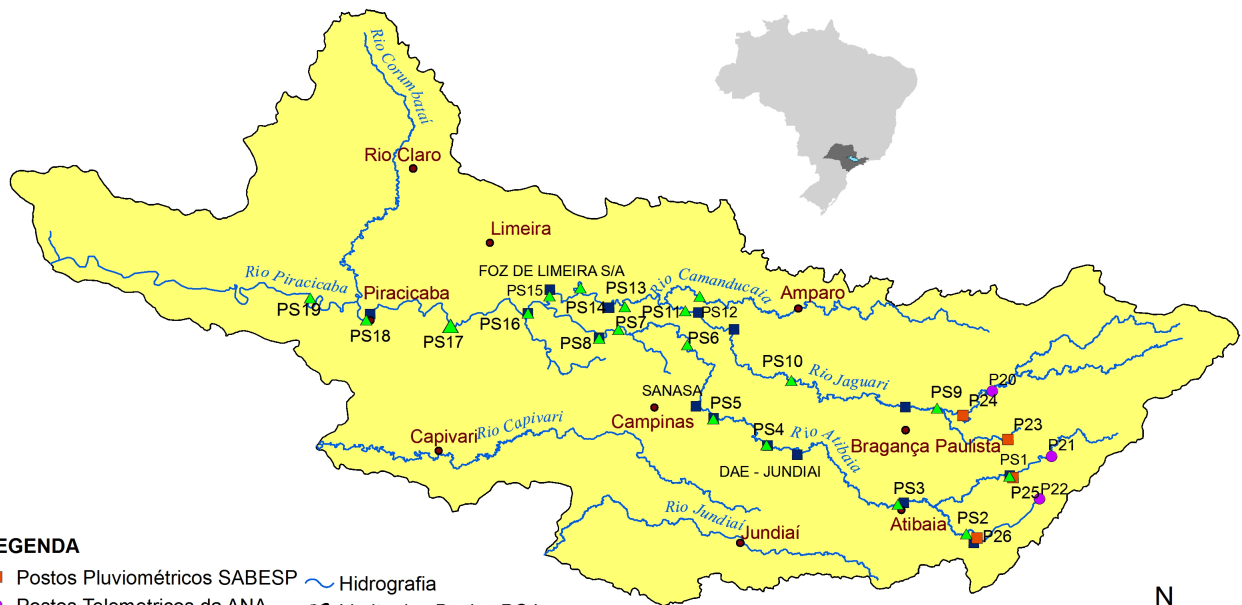 Rio Corumbataí
Rio Claro
Limeira
FOZ DE LIMEIRA S/A
Rio Camanducaia
Rio Piracicaba
Piracicaba
Amparo
PS15
PS13
PS14
PS11
PS12
PS19
PS18
PS17
PS16
PS7
PS8
PS6
PS10
Rio Jaguari
P20
PS9
P24
SANASA
PS5
Campinas
P23
Rio Capivari
Capivari
PS4
Rio Atibaia
Bragança Paulista
P21
DAE - JUNDIAI
PS1
PS3
P25
P22
Rio Jundiaí
Atibaia
PS2
P26
Jundiaí
EGENDA
Postos Pluviométricos SABESP
Hidrografia
N